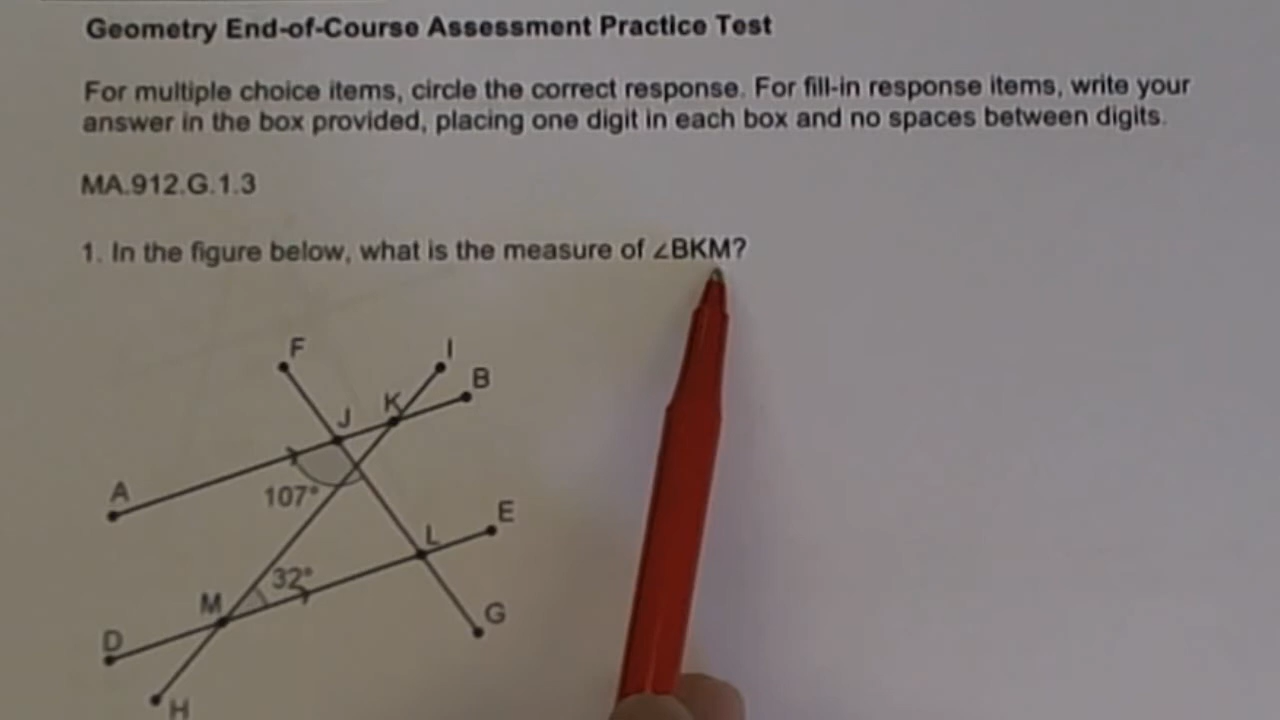 Geometry End-of-Course Assessment Practice Test
For multiple choice items, circle the correct response. For fill-in response items, write your
answer in the box provided, placing one digit in each box and no spaces between digits.
MA.912.G.1.3
1. In the figure below, what is the measure of ∠BKM?
F
I
B
K
J
A
107°
E
L
32°
M
G
D
H